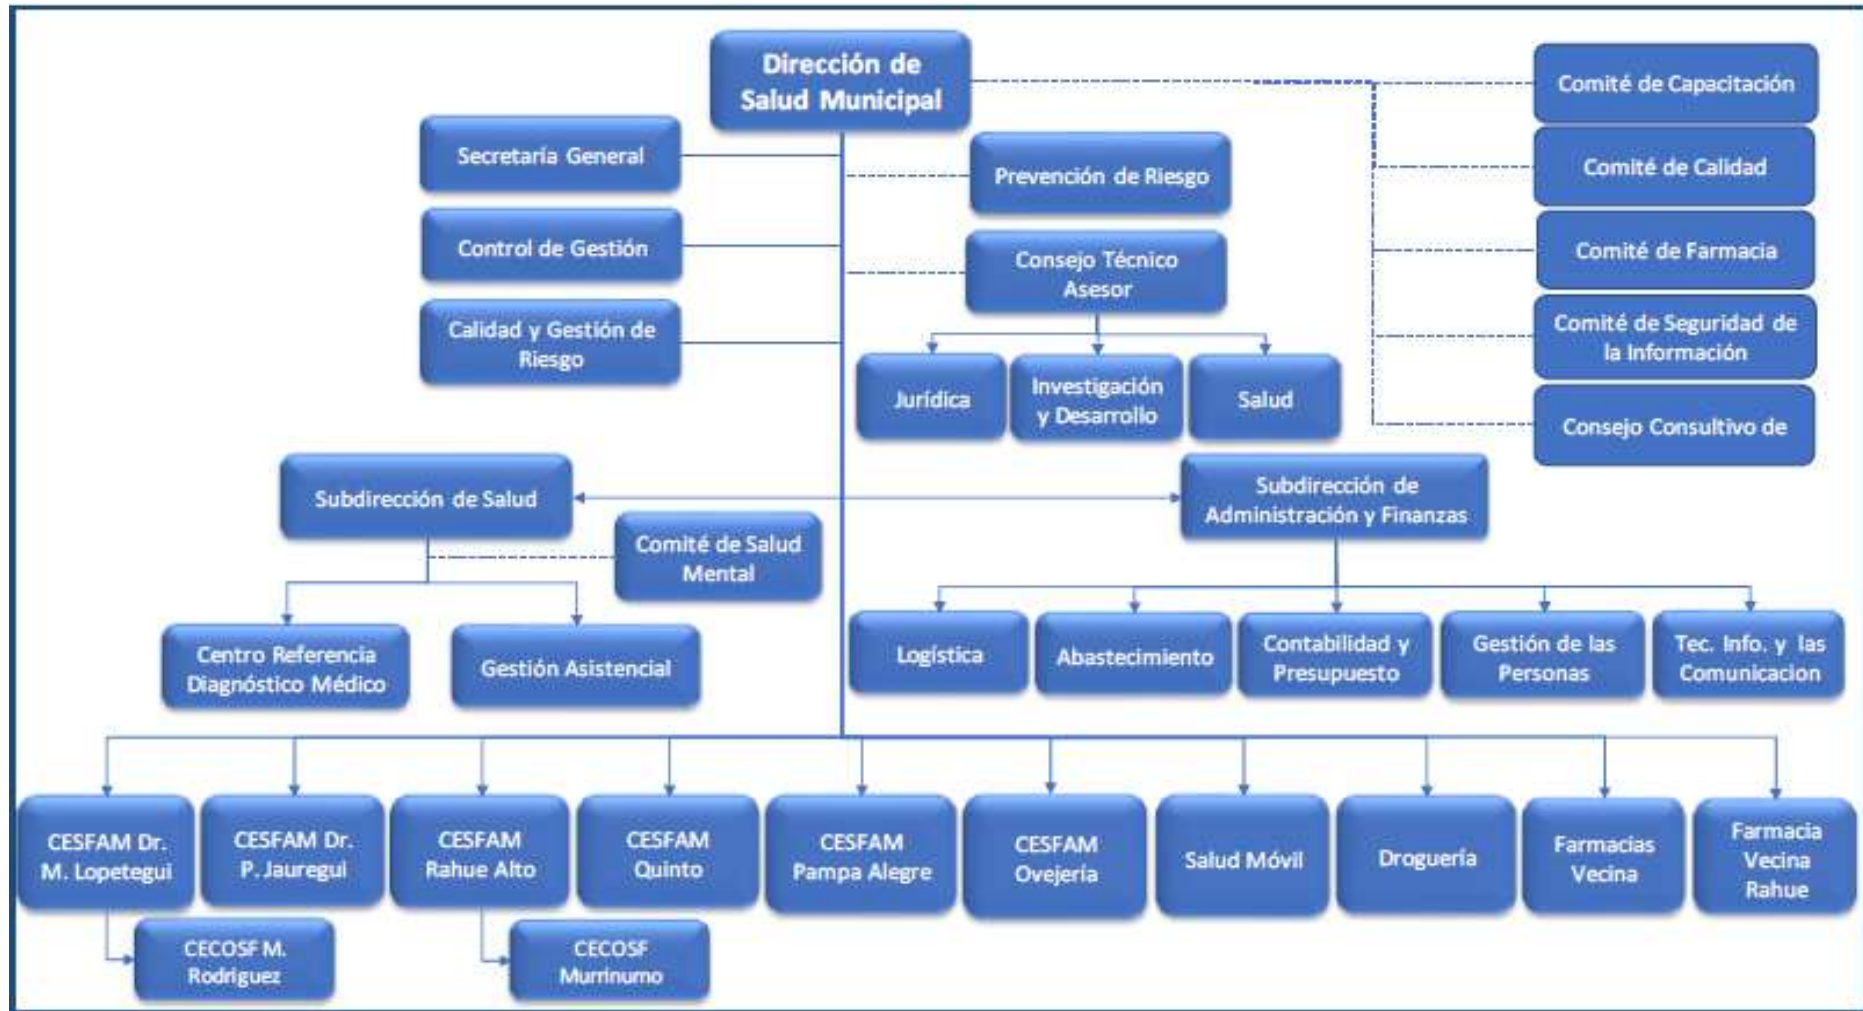 Dirección de
Salud Municipal
Comité de Capacitación
Secretaría General
Prevención de Riesgo
Comité de Calidad
Control de Gestión
Consejo Técnico
Asesor
Comité de Farmacia
Calidad y Gestión de
Riesgo
Comité de Seguridad de
la Información
Jurídica
Investigación
y Desarrollo
Salud
Consejo Consultivo de
Subdirección de Salud
Subdirección de
Administración y Finanzas
Comité de Salud
Mental
Centro Referencia
Diagnóstico Médico
Gestión Asistencial
Logística
Abastecimiento
Contabilidad y
Presupuesto
Gestión de las
Personas
Tec. Info. y las
Comunicacion
CESFAM Dr.
M. Lopetegui
CESFAM Dr.
P. Jauregui
CESFAM
Rahue Alto
CESFAM
Quinto
CESFAM
Pampa Alegre
CESFAM
Ovejería
Salud Móvil
Droguería
Farmacias
Vecina
Farmacia
Vecina
Rahue
CECOSF M.
Rodriguez
CECOSF
Murrinumo